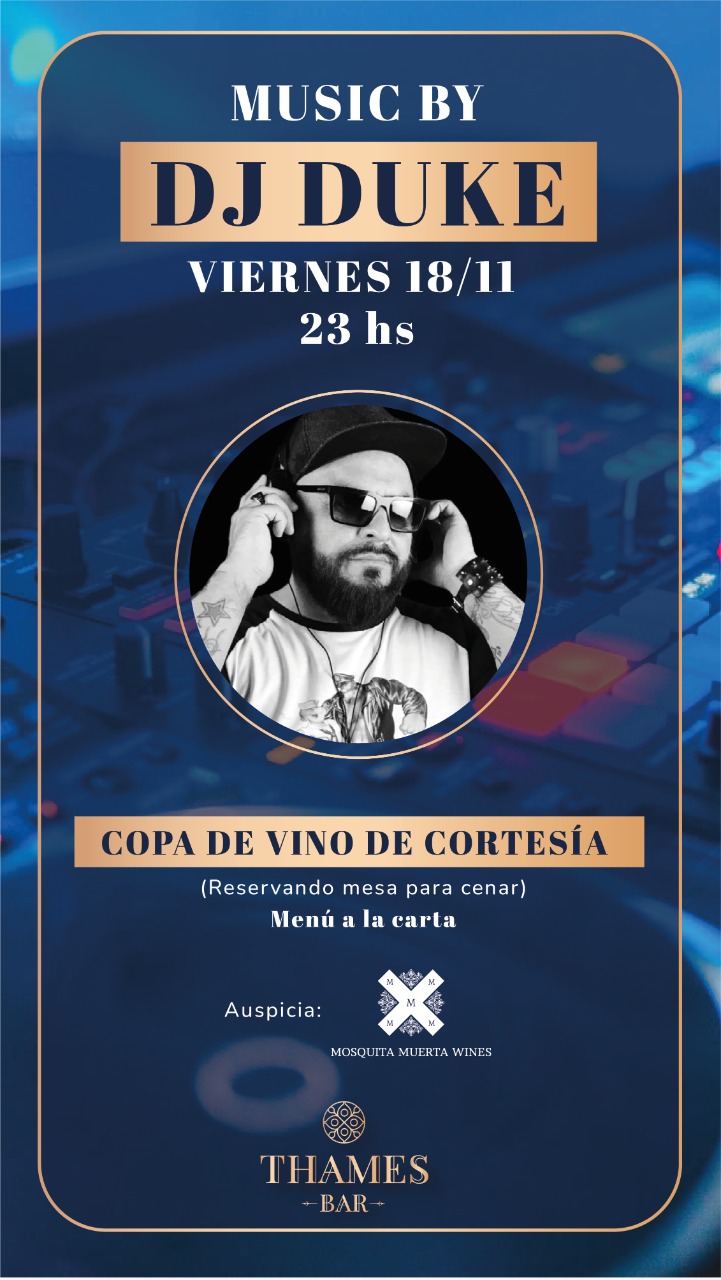 MUSIC BY
DJ DUKE
VIERNES 18/11
23 hs
COPA DE VINO DE CORTESÍA
(Reservando mesa para cenar)
Menú a la carta
M M
M
M M
Auspicia:
MOSQUITA MUERTA WINES
THAMES
BAR